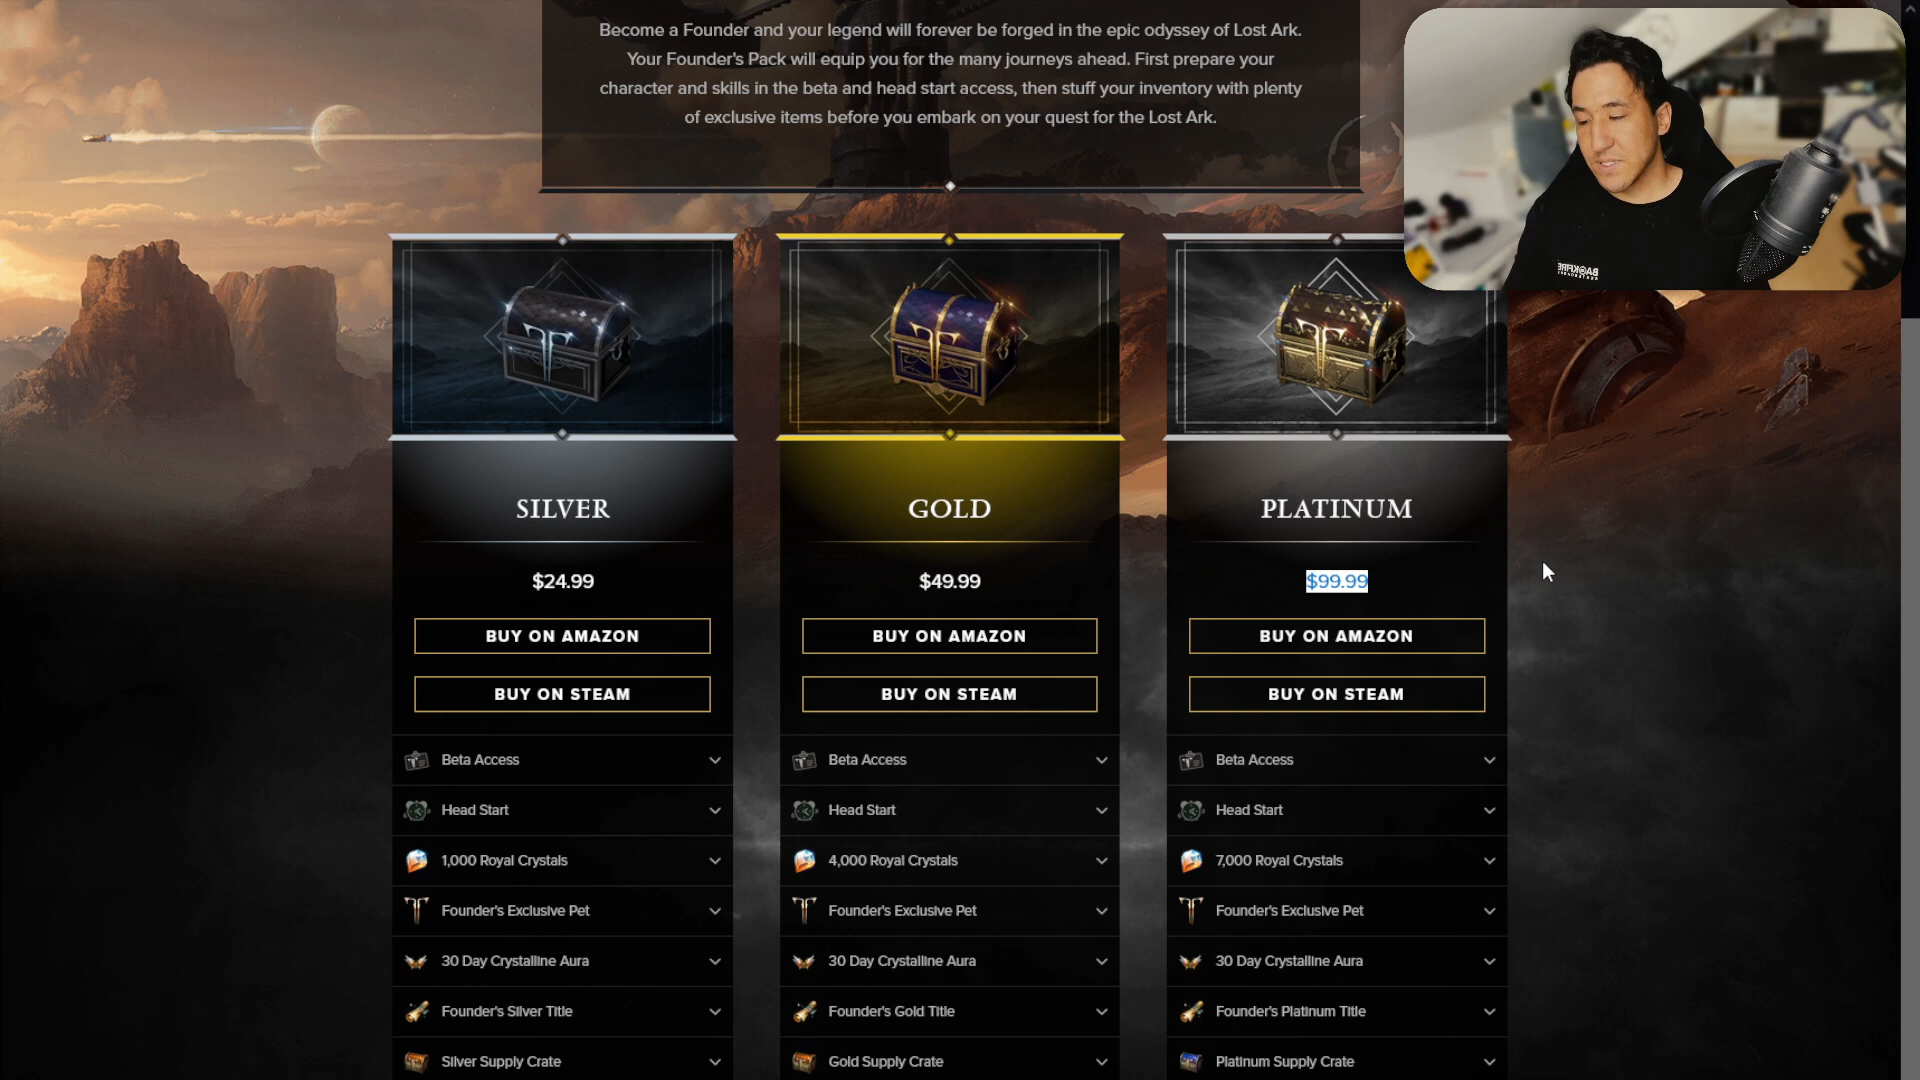 Become a Founder and your legend will forever be forged in the epic odyssey of Lost Ark.
Your Founder's Pack will equip you for the many journeys ahead. First prepare your
character and skills in the beta and head start access, then stuff your inventory with plenty
of exclusive items before you embark on your quest for the Lost Ark.
SILVER
$24.99
BUY ON AMAZON
BUY ON STEAM
Beta Access
Head Start
1,000 Royal Crystals
Founder's Exclusive Pet
30 Day Crystalline Aura
Founder's Silver Title
Silver Supply Crate
GOLD
$49.99
BUY ON AMAZON
BUY ON STEAM
Beta Access
Head Start
4,000 Royal Crystals
Founder's Exclusive Pet
30 Day Crystalline Aura
Founder's Gold Title
Gold Supply Crate
PLATINUM
$99.99
BUY ON AMAZON
BUY ON STEAM
Beta Access
Head Start
7,000 Royal Crystals
Founder's Exclusive Pet
30 Day Crystalline Aura
Founder's Platinum Title
Platinum Supply Crate